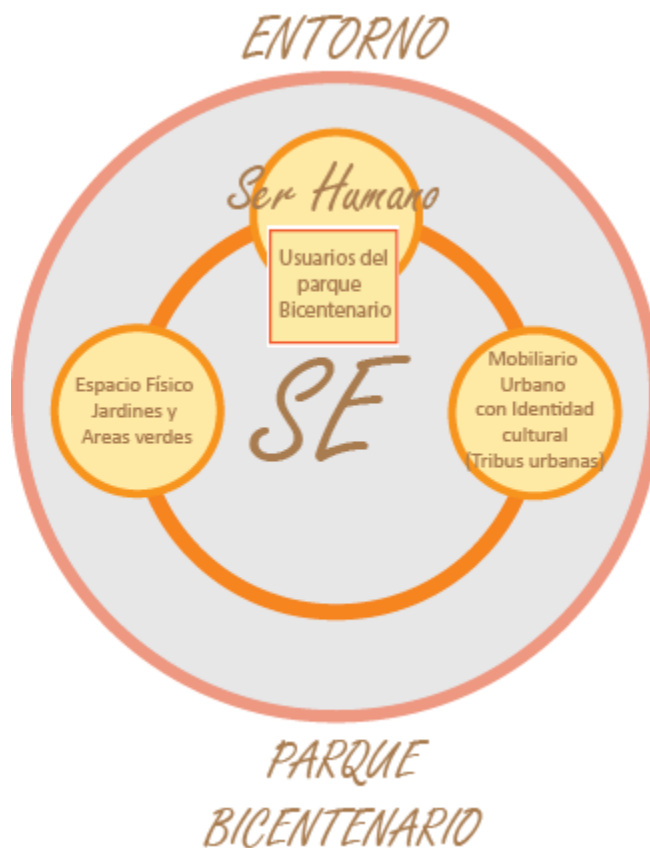 ENTORNO
Ser Humano
Usuarios del
parque
Bicentenario
Espacio Físico
Jardines y
Areas verdes
SE
Mobiliario
Urbano
con Identidad
cultural
(Tribus urbanas)
PARQUE
BICENTENARIO